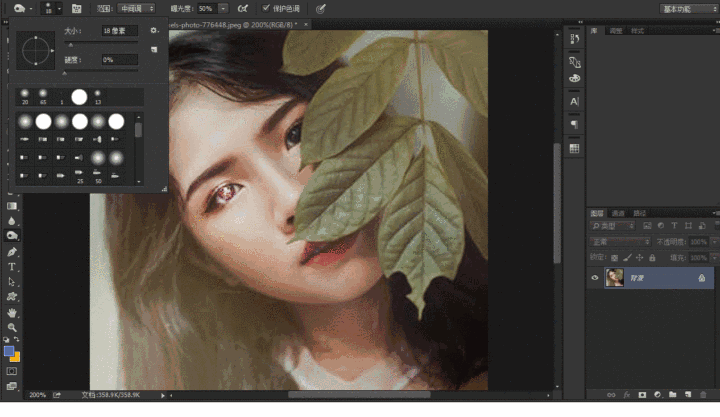 18
范围: 中间调
曝光度: 50%
保护色调
基本功能
els-photo-776448.jpeg @ 200%(RGB/8) *
大小: 18 像素
硬度: 0%
20 65 1 13
25 50
库 调整 样式
图层 通道 路径
类型
正常 不透明度: 100%
锁定: 填充: 100%
背景
fx
200% 文档:358.9K/358.9K